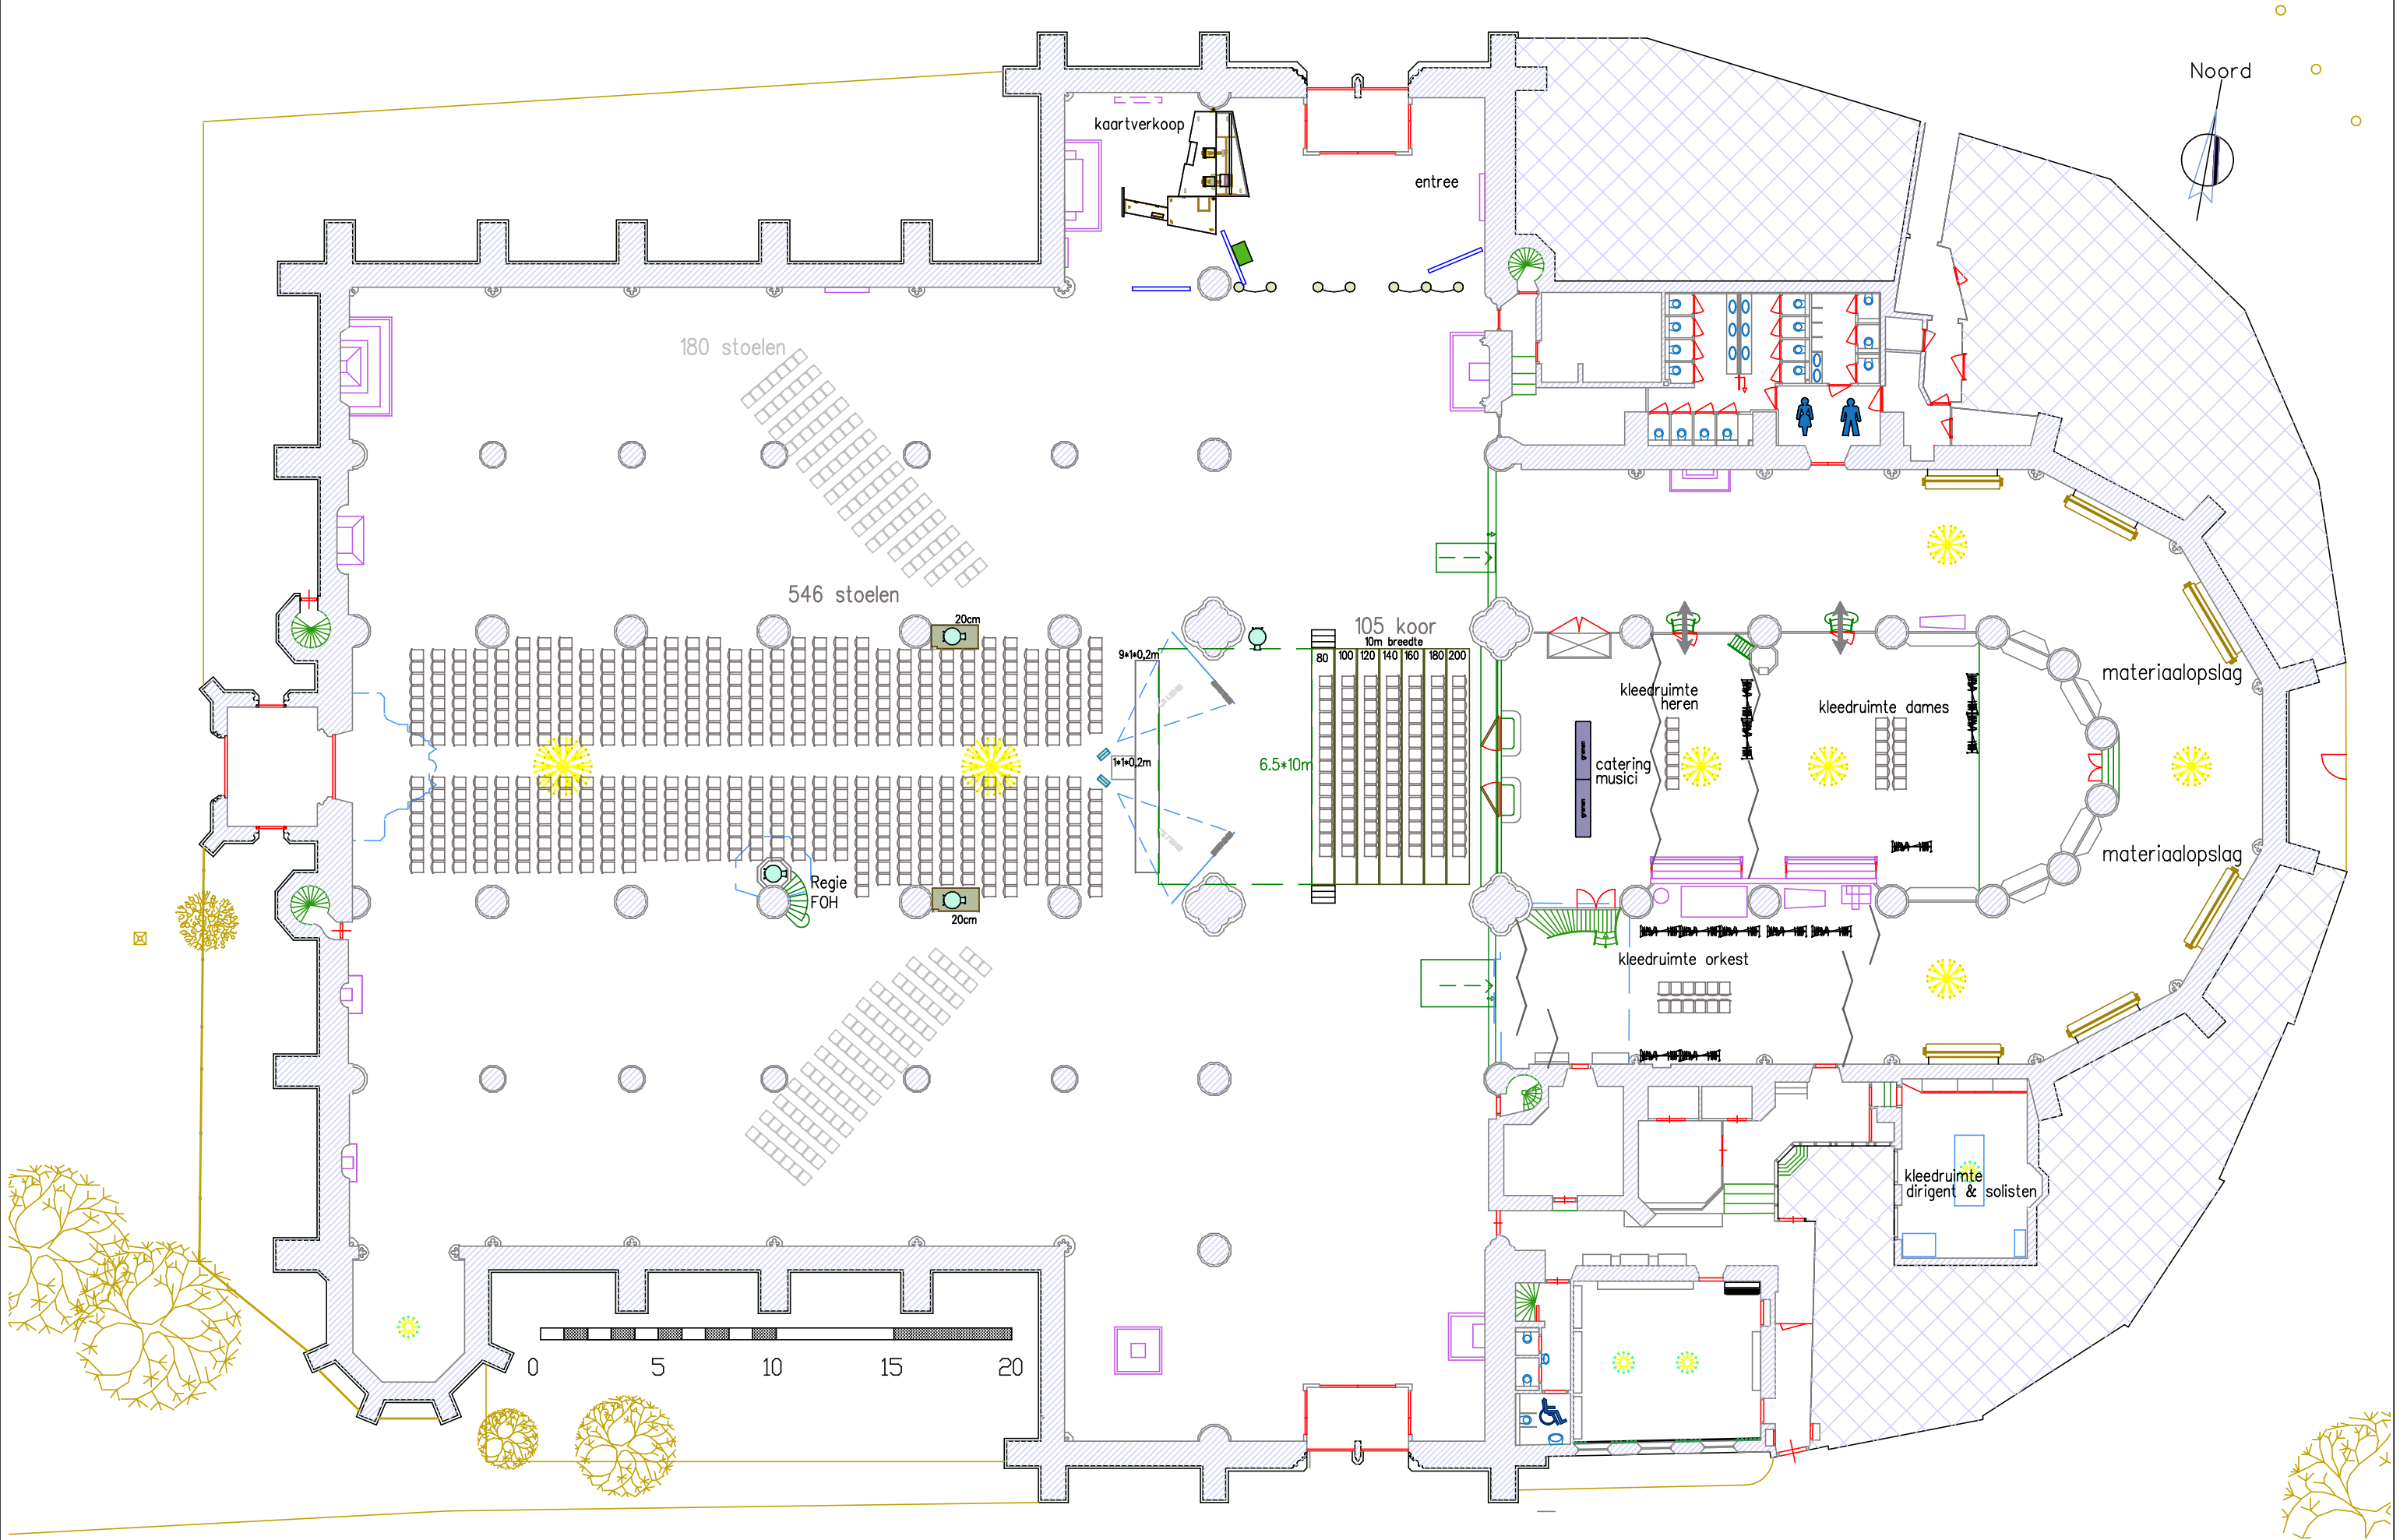 Noord
kaartverkoop
entree
180 stoelen
546 stoelen
20cm
105 koor
10m breedte
9*1*0,2m
80 100 120 140 160 180 200
materiaalopslag
kleedruimte
heren
kleedruimte dames
1*1*0,2m
6.5*10m
catering
musici
materiaalopslag
Regie
FOH
20cm
kleedruimte orkest
kleedruimte
dirigent & solisten
0 5 10 15 20